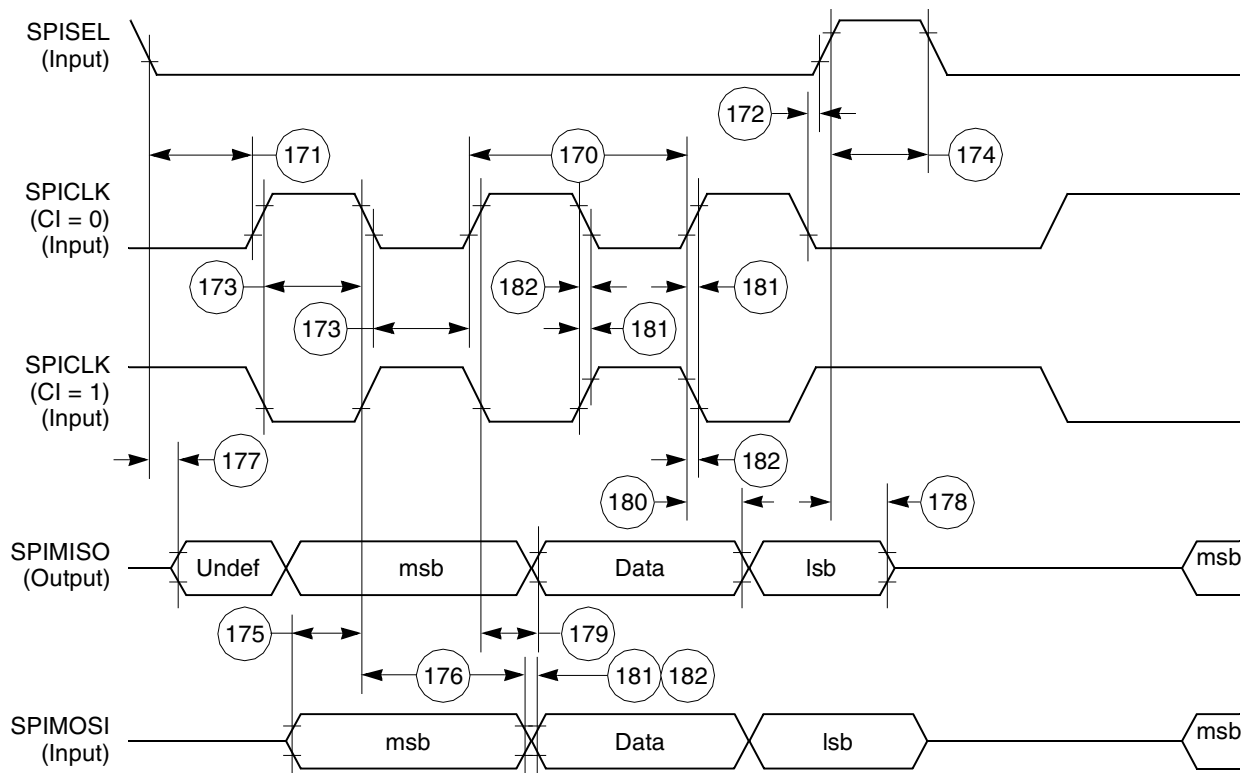 SPISEL
(Input)
172
171
170
174
SPICLK
(CI = 0)
(Input)
173
182
181
173
181
SPICLK
(CI = 1)
(Input)
177
182
180
178
SPIMISO
(Output)
Undef
msb
Data
lsb
msb
175
179
176
181
182
SPIMOSI
(Input)
msb
Data
lsb
msb